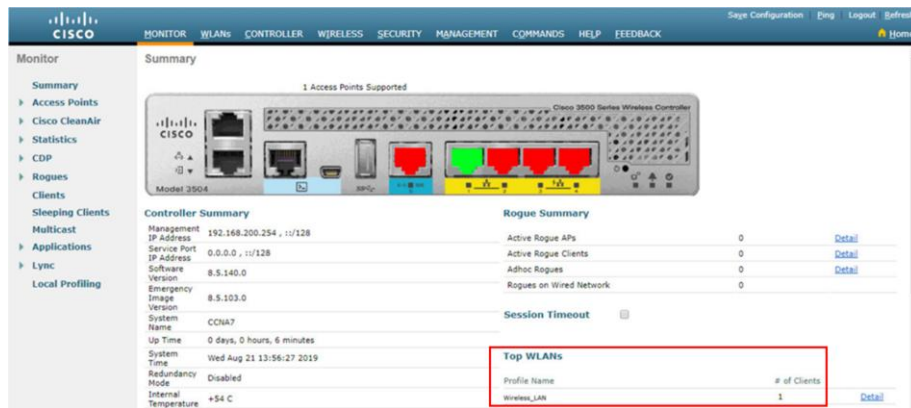 Save Configuration Ping Logout Refresh
CISCO
MONITOR WLANs CONTROLLER WIRELESS SECURITY MANAGEMENT COMMANDS HELP FEEDBACK
Home
Monitor
Summary
Access Points
Cisco CleanAir
Statistics
CDP
Rogues
Clients
Sleeping Clients
Multicast
Applications
Lync
Local Profiling
Summary
1 Access Points Supported
Cisco 3500 Series Wireless Controller
CISCO
Model 3504
Controller Summary
Management IP Address 192.168.200.254 , ::/128
Service Port IP Address 0.0.0.0 , ::/128
Software Version 8.5.140.0
Emergency Image Version 8.5.103.0
System Name CCNA7
Up Time 0 days, 0 hours, 6 minutes
System Time Wed Aug 21 13:56:27 2019
Redundancy Mode Disabled
Internal Temperature +54 C
Rogue Summary
Active Rogue APs 0 Detail
Active Rogue Clients 0 Detail
Adhoc Rogues 0 Detail
Rogues on Wired Network 0
Session Timeout
Top WLANs
Profile Name # of Clients
Wireless_LAN 1 Detail